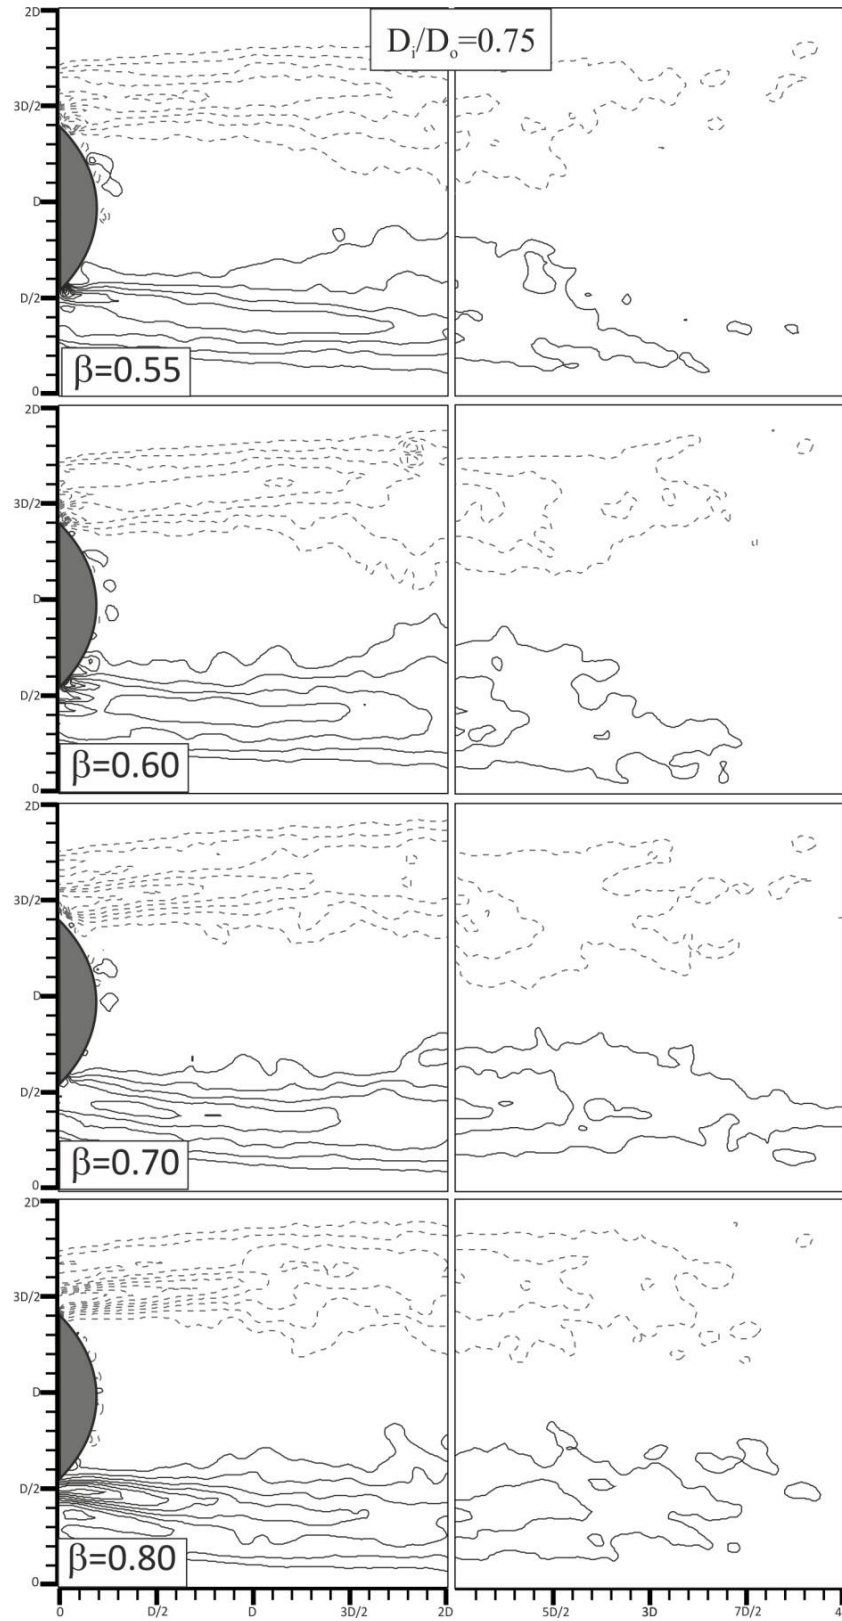 2D
Di/Do=0.75
3D/2
D
D/2
β=0.55
0
2D
3D/2
D
D/2
β=0.60
0
2D
3D/2
D
D/2
β=0.70
0
2D
3D/2
D
D/2
β=0.80
0
0 D/2 D 3D/2 2D 5D/2 3D 7D/2 4